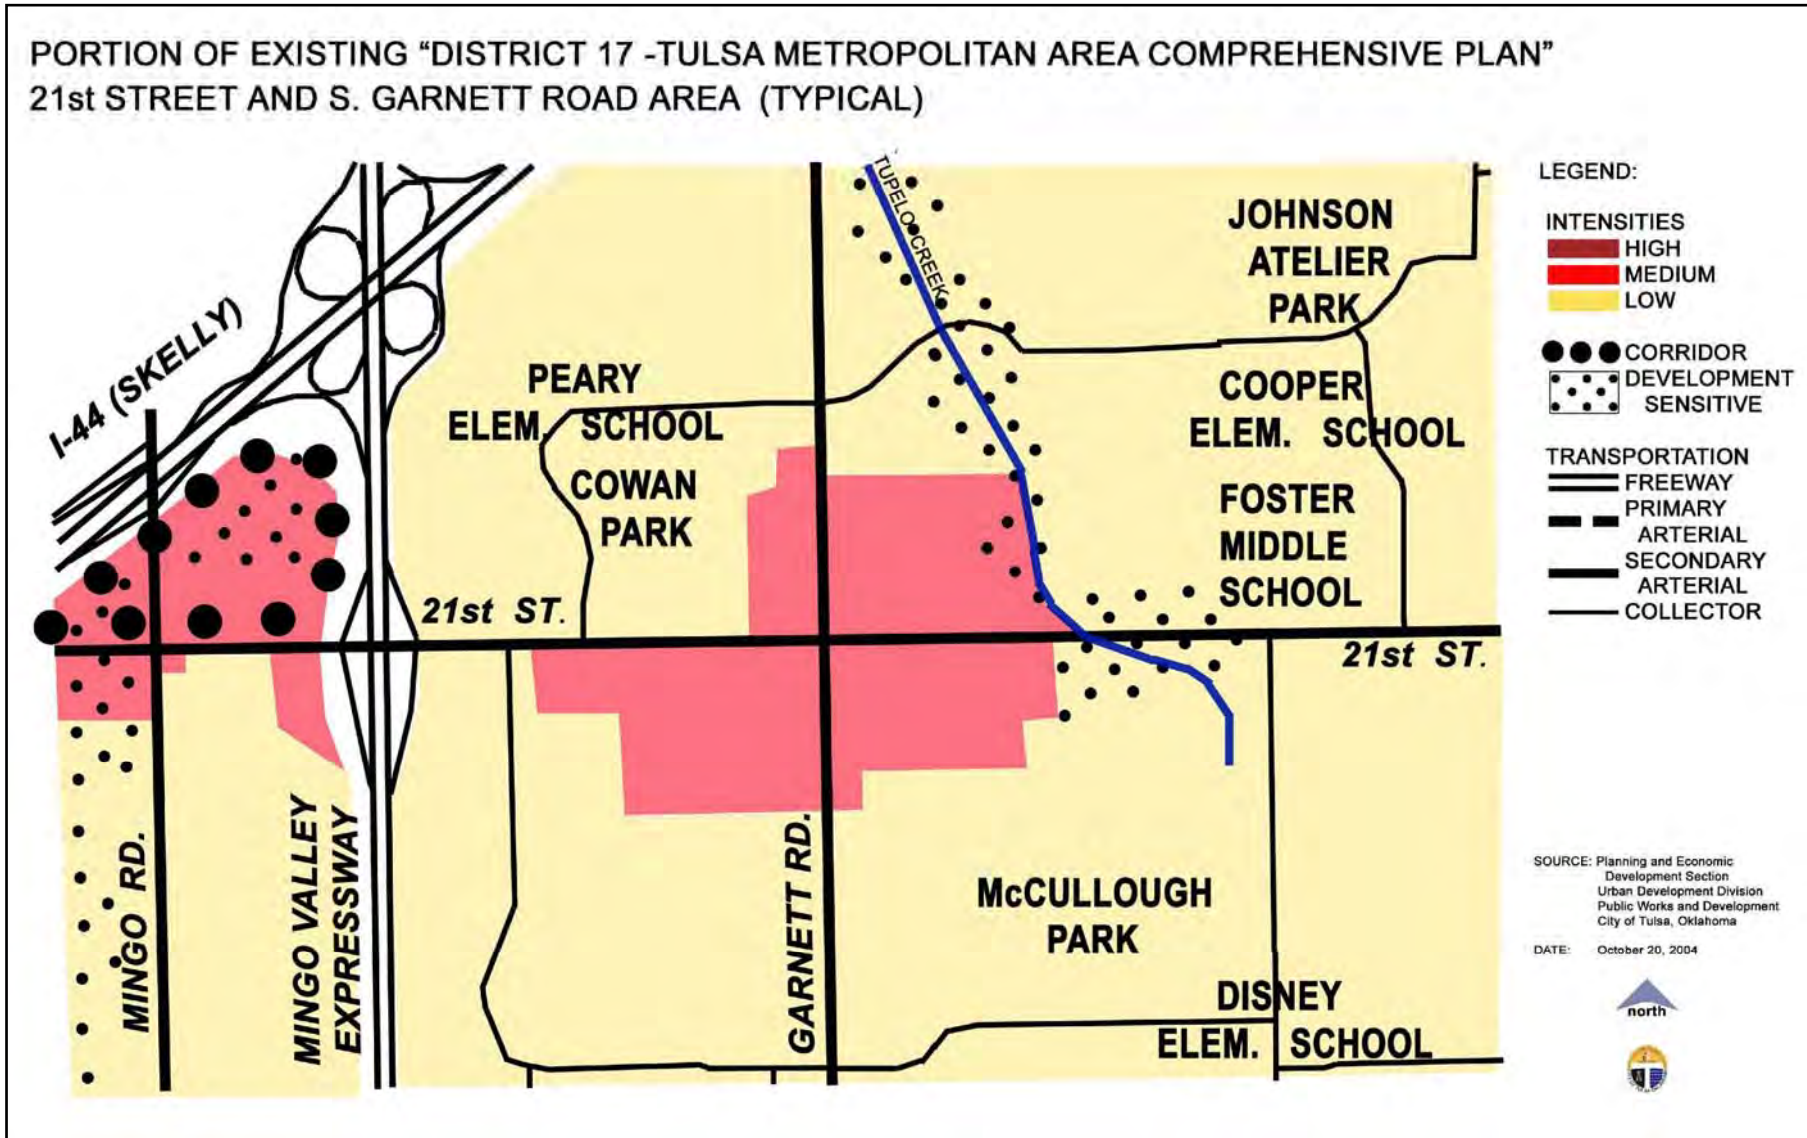 PORTION OF EXISTING “DISTRICT 17 -TULSA METROPOLITAN AREA COMPREHENSIVE PLAN”
21st STREET AND S. GARNETT ROAD AREA (TYPICAL)
TUPELO CREEK
I-44 (SKELLY)
JOHNSON
ATELIER
PARK
PEARY
ELEM. SCHOOL
COWAN
PARK
COOPER
ELEM. SCHOOL
FOSTER
MIDDLE
SCHOOL
21st ST.
21st ST.
MINGO RD.
MINGO VALLEY
EXPRESSWAY
GARNETT RD.
McCULLOUGH
PARK
DISNEY
ELEM. SCHOOL
LEGEND:
INTENSITIES
HIGH
MEDIUM
LOW
CORRIDOR
DEVELOPMENT
SENSITIVE
TRANSPORTATION
FREEWAY
PRIMARY
ARTERIAL
SECONDARY
ARTERIAL
COLLECTOR
SOURCE: Planning and Economic
Development Section
Urban Development Division
Public Works and Development
City of Tulsa, Oklahoma
DATE: October 20, 2004
north